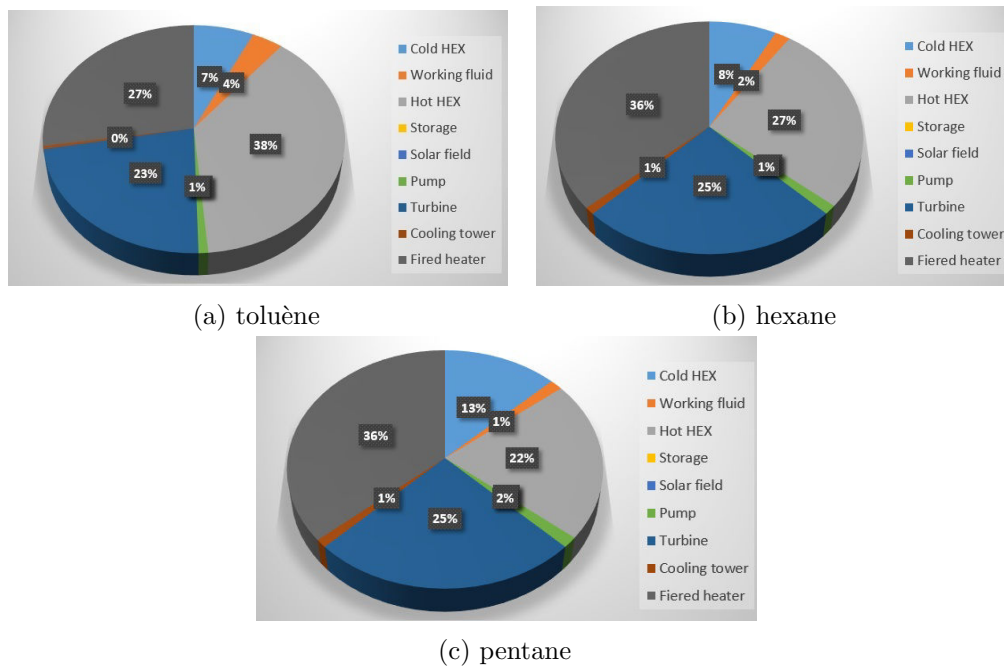 7%
4%
38%
1%
23%
0%
27%
Cold HEX
Working fluid
Hot HEX
Storage
Solar field
Pump
Turbine
Cooling tower
Fired heater
(a) toluène
8%
2%
27%
1%
25%
1%
36%
Cold HEX
Working fluid
Hot HEX
Storage
Solar field
Pump
Turbine
Cooling tower
Fiered heater
(b) hexane
13%
1%
22%
2%
25%
1%
36%
Cold HEX
Working fluid
Hot HEX
Storage
Solar field
Pump
Turbine
Cooling tower
Fiered heater
(c) pentane